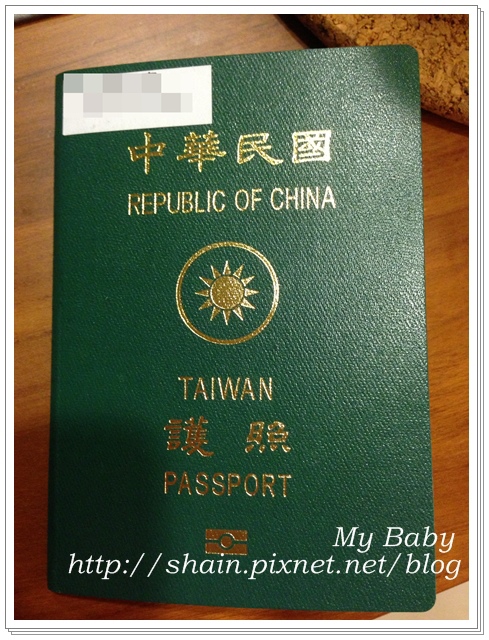 中華民國
REPUBLIC OF CHINA
TAIWAN
護照
PASSPORT
My Baby
http://shain.pixnet.net/blog